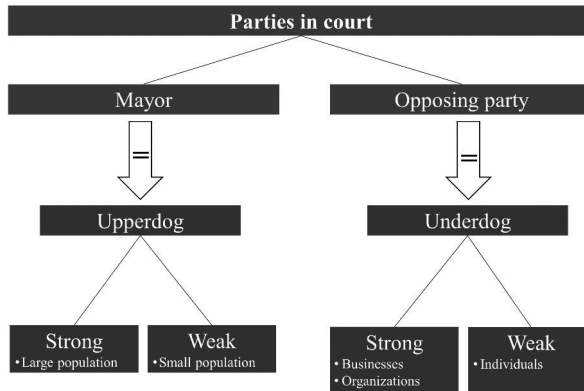 Parties in court
Mayor
Opposing party
=
=
Upperdog
Underdog
Strong
• Large population
Weak
• Small population
Strong
• Businesses
• Organizations
Weak
• Individuals